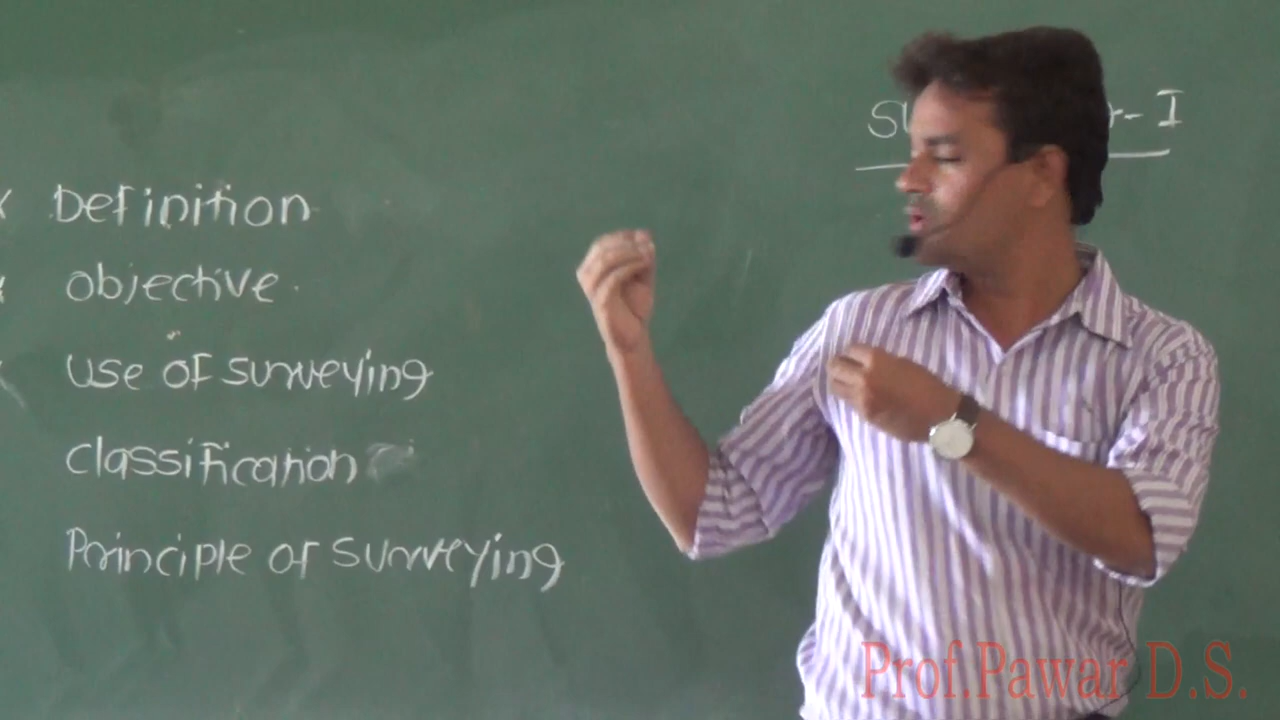 - I
Definition
objective.
use of surveying
classification
Principle of surveying
Prof.Pawar D.S.